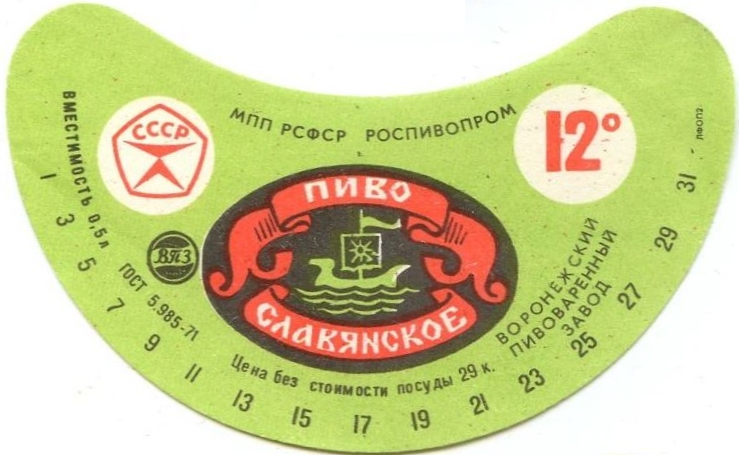 МПП РСФСР РОСПИВОПРОМ
СССР
12°
ЛФОП2
ВМЕСТИМОСТЬ 0,5л
ПИВО
СЛАВЯНСКОЕ
ВПЗ
ГОСТ 5.985-71
ВОРОНЕЖСКИЙ
ПИВОВАРЕННЫЙ
ЗАВОД
Цена без стоимости посуды 29 к.
1 3 5 7 9 11 13 15 17 19 21 23 25 27 29 31